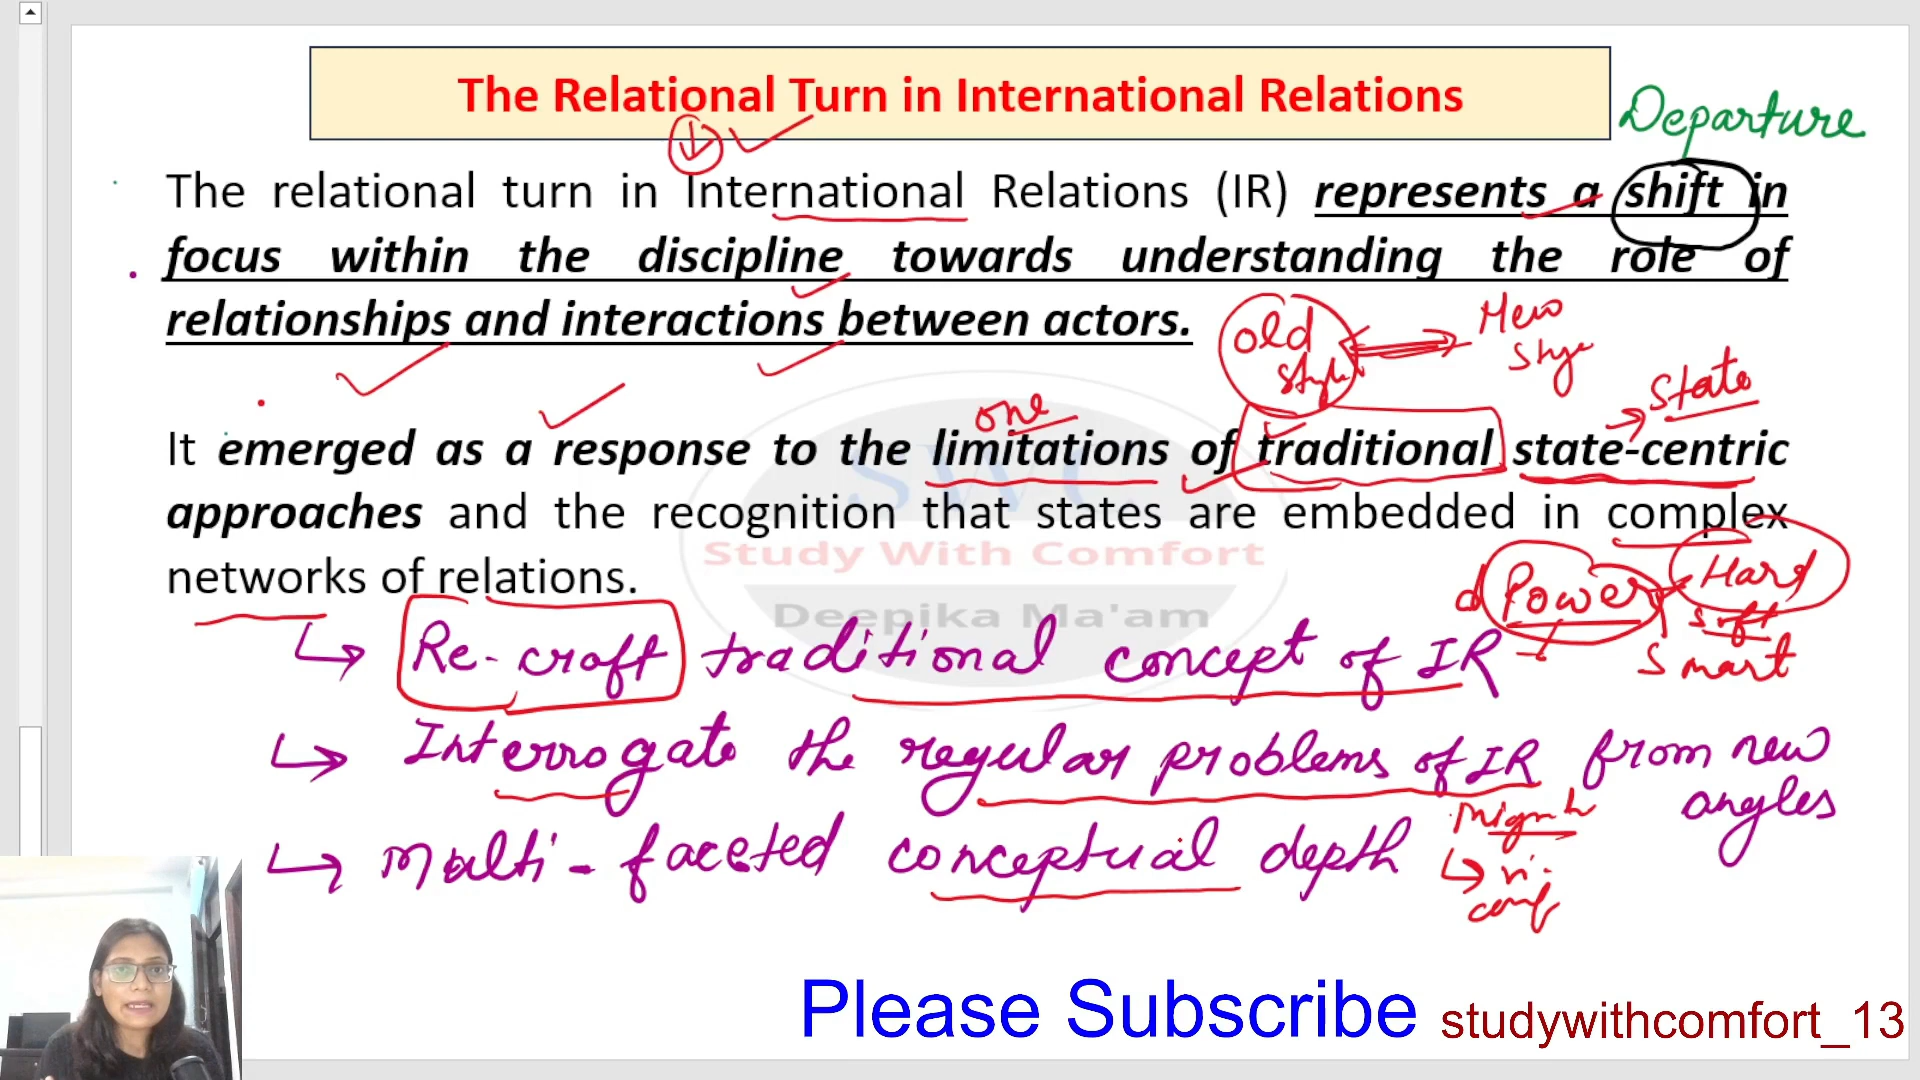 The Relational Turn in International Relations
Departure
The relational turn in International Relations (IR) represents a shift in
focus within the discipline towards understanding the role of
relationships and interactions between actors.
old style
New
State
one
It emerged as a response to the limitations of traditional state-centric
approaches and the recognition that states are embedded in complex
networks of relations.
SWC
Study With Comfort
Deepika Ma'am
Power
Hard
soft
Smart
Re-craft traditional concept of IR
Interrogate the regular problems of IR from new
angles
Multi-faceted conceptual depth
Please Subscribe studywithcomfort_13